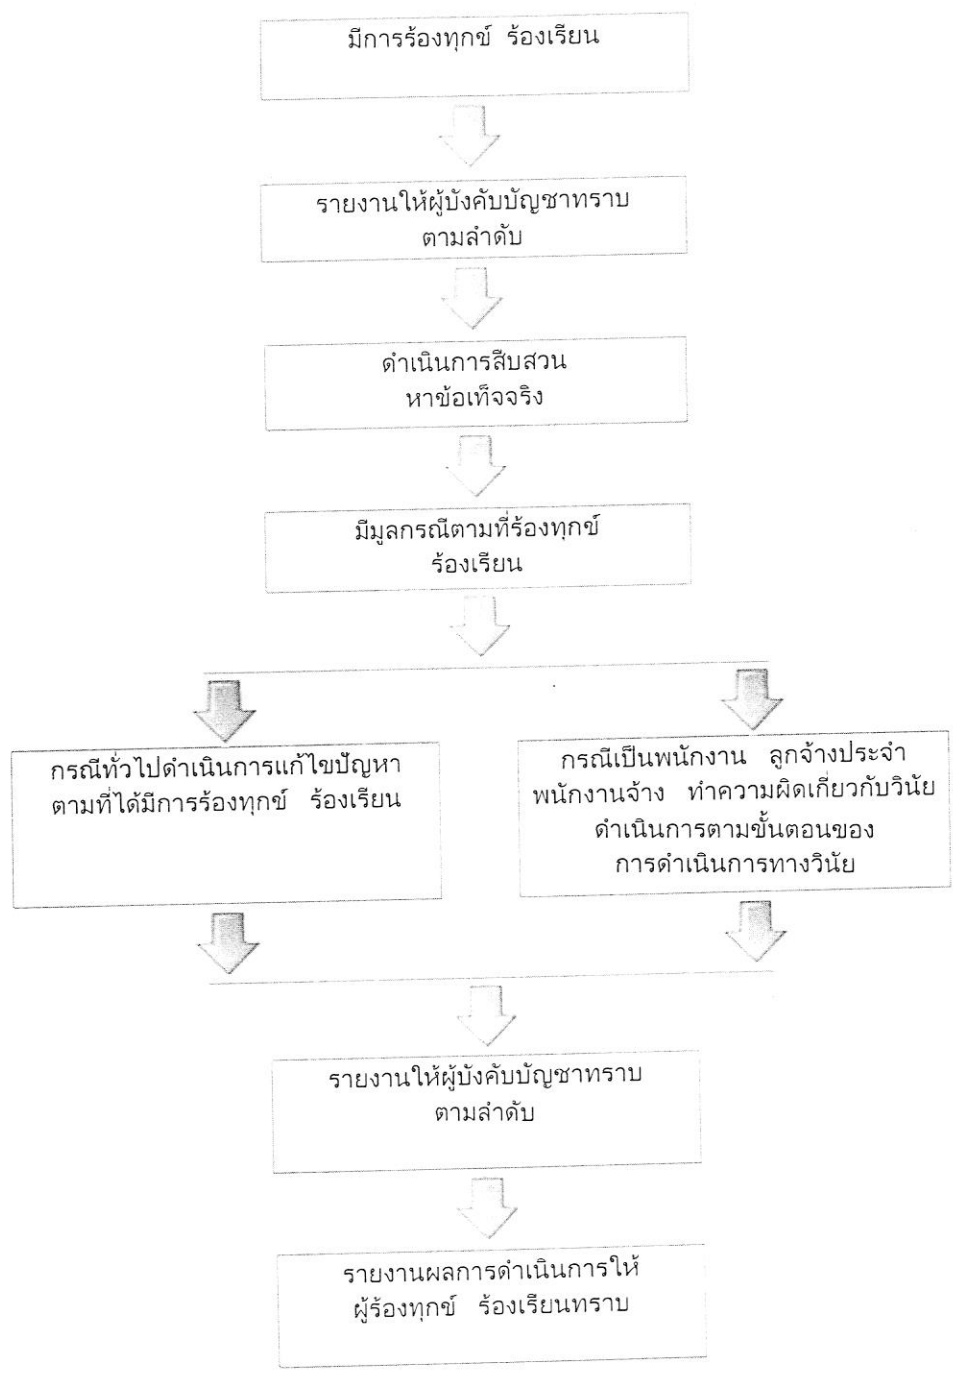 มีการร้องทุกข์ ร้องเรียน
รายงานให้ผู้บังคับบัญชาทราบ
ตามลำดับ
ดำเนินการสืบสวน
หาข้อเท็จจริง
มีมูลกรณีตามที่ร้องทุกข์
ร้องเรียน
กรณีทั่วไปดำเนินการแก้ไขปัญหา
ตามที่ได้มีการร้องทุกข์ ร้องเรียน
กรณีเป็นพนักงาน ลูกจ้างประจำ
พนักงานจ้าง ทำความผิดเกี่ยวกับวินัย
ดำเนินการตามขั้นตอนของ
การดำเนินการทางวินัย
รายงานให้ผู้บังคับบัญชาทราบ
ตามลำดับ
รายงานผลการดำเนินการให้
ผู้ร้องทุกข์ ร้องเรียนทราบ